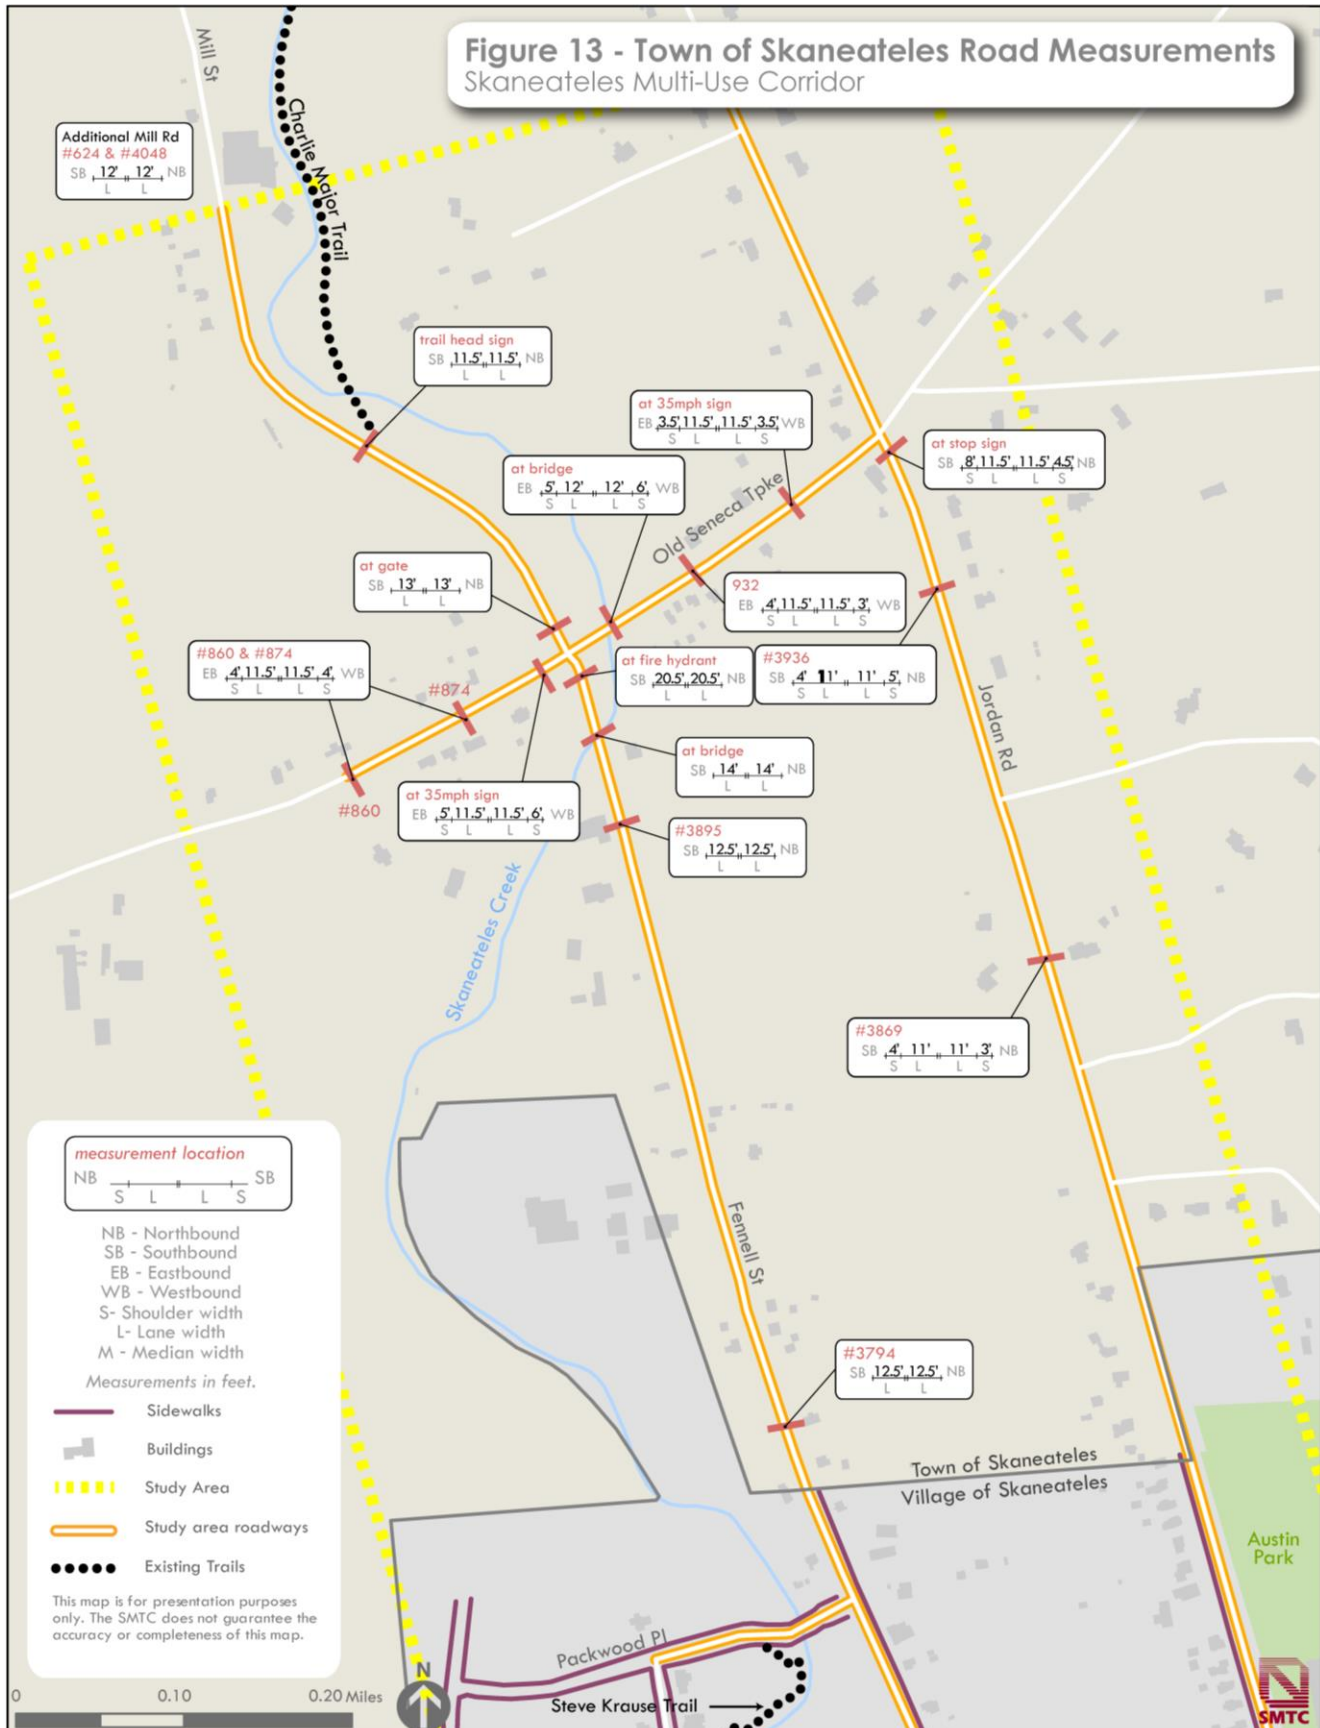 Figure 13 - Town of Skaneateles Road Measurements
Skaneateles Multi-Use Corridor
Mill St
Charlie Major Trail
Additional Mill Rd
#624 & #4048
SB 12' 12' NB
L L
trail head sign
SB 11.5' 11.5' NB
L L
at 35mph sign
EB 3.5' 11.5' 11.5' 3.5' WB
S L L S
at stop sign
SB 8' 11.5' 11.5' 4.5' NB
S L L S
at bridge
EB 5' 12' 12' 6' WB
S L L S
Old Seneca Tpke
at gate
SB 13' 13' NB
L L
932
EB 4' 11.5' 11.5' 3' WB
S L L S
#860 & #874
EB 4' 11.5' 11.5' 4' WB
S L L S
at fire hydrant
SB 20.5' 20.5' NB
L L
#3936
SB 4' 11' 11' 5' NB
S L L S
#874
Jordan Rd
at bridge
SB 14' 14' NB
L L
#860
at 35mph sign
EB 5' 11.5' 11.5' 6' WB
S L L S
#3895
SB 12.5' 12.5' NB
L L
Skaneateles Creek
#3869
SB 4' 11' 11' 3' NB
S L L S
measurement location
NB SB
S L L S
NB - Northbound
SB - Southbound
EB - Eastbound
WB - Westbound
S- Shoulder width
L- Lane width
M - Median width
Measurements in feet.
Sidewalks
Buildings
Study Area
Study area roadways
Existing Trails
This map is for presentation purposes
only. The SMTC does not guarantee the
accuracy or completeness of this map.
Fennell St
#3794
SB 12.5' 12.5' NB
L L
Town of Skaneateles
Village of Skaneateles
Austin
Park
Packwood Pl
Steve Krause Trail
N
0 0.10 0.20 Miles
SMTC